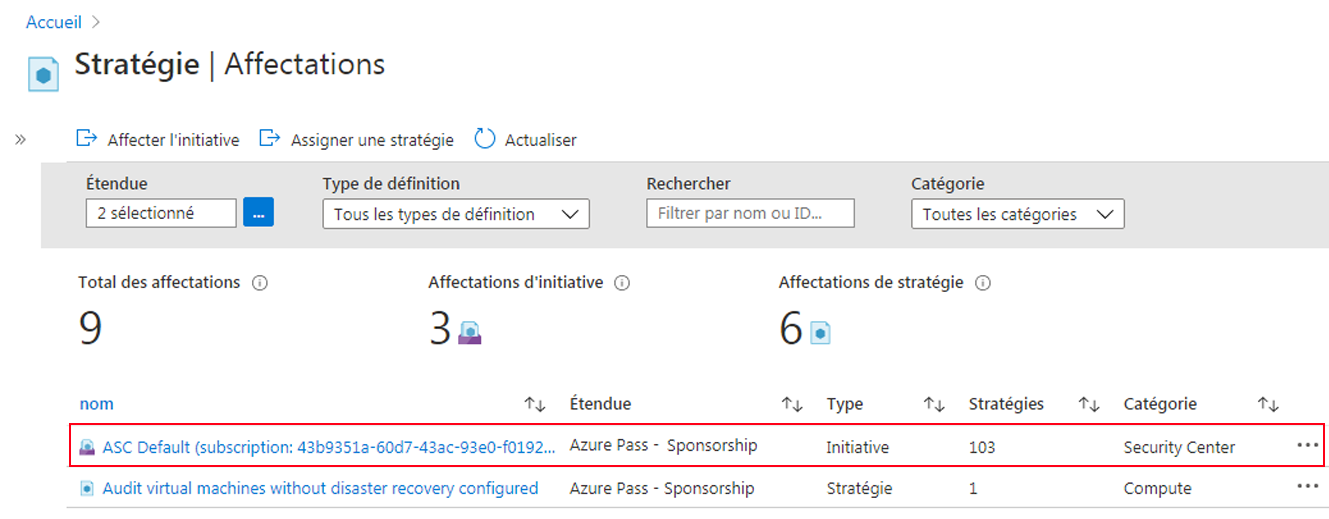 Accueil >
Stratégie | Affectations
» Affecter l'initiative Assigner une stratégie Actualiser
Étendue Type de définition Rechercher Catégorie
2 sélectionné ... Tous les types de définition Filtrer par nom ou ID... Toutes les catégories
Total des affectations Affectations d'initiative Affectations de stratégie
9 3 6
nom Étendue Type Stratégies Catégorie
ASC Default (subscription: 43b9351a-60d7-43ac-93e0-f0192... Azure Pass - Sponsorship Initiative 103 Security Center ...
Audit virtual machines without disaster recovery configured Azure Pass - Sponsorship Stratégie 1 Compute ...